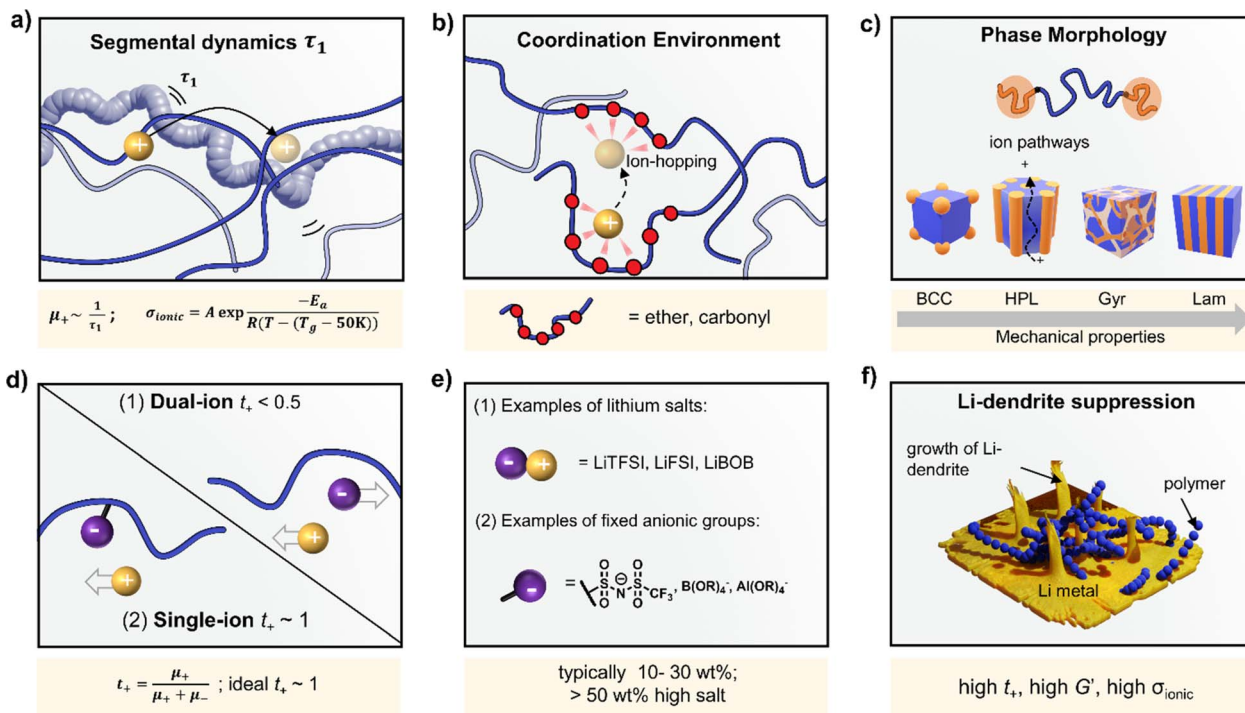 a)
Segmental dynamics τ₁
τ₁
+
+
μ₊ ~ 1/τ₁ ; σ_ionic = A exp −E_a / R(T − (T_g − 50K))
b)
Coordination Environment
Ion-hopping
+
= ether, carbonyl
c)
Phase Morphology
ion pathways
+
+
BCC HPL Gyr Lam
Mechanical properties
d)
(1) Dual-ion t₊ < 0.5
-
+
-
+
(2) Single-ion t₊ ~ 1
t₊ = μ₊ / μ₊ + μ₋ ; ideal t₊ ~ 1
e)
(1) Examples of lithium salts:
- + = LiTFSI, LiFSI, LiBOB
(2) Examples of fixed anionic groups:
O O
- = S N⊖ S CF₃, B(OR)₄⁻, Al(OR)₄⁻
O O
typically 10- 30 wt%;
> 50 wt% high salt
f)
Li-dendrite suppression
growth of Li-
dendrite
polymer
Li metal
high t₊, high G’, high σ_ionic